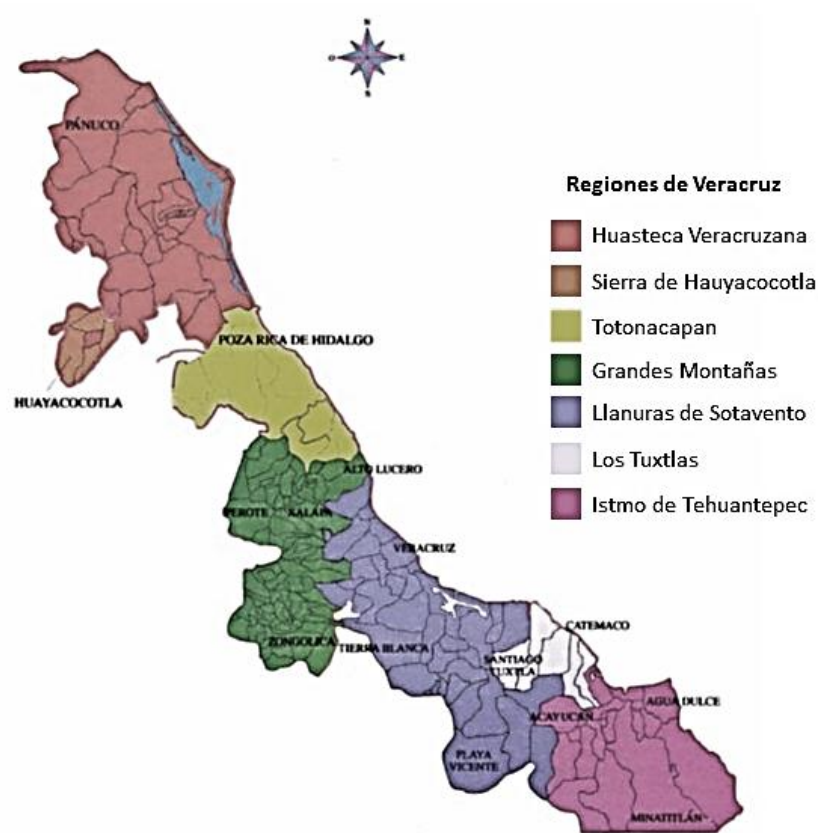 N
O E
S
PÁNUCO
Regiones de Veracruz
Huasteca Veracruzana
Sierra de Hauyacocotla
Totonacapan
Grandes Montañas
Llanuras de Sotavento
Los Tuxtlas
Istmo de Tehuantepec
POZA RICA DE HIDALGO
HUAYACOCOTLA
ALTO LUCERO
PEROTE XALAPA
VERACRUZ
CATEMACO
ZONGOLICA TIERRA BLANCA
SANTIAGO
TUXTLA
AGUA DULCE
ACAYUCAN
PLAYA
VICENTE
MINATITLÁN